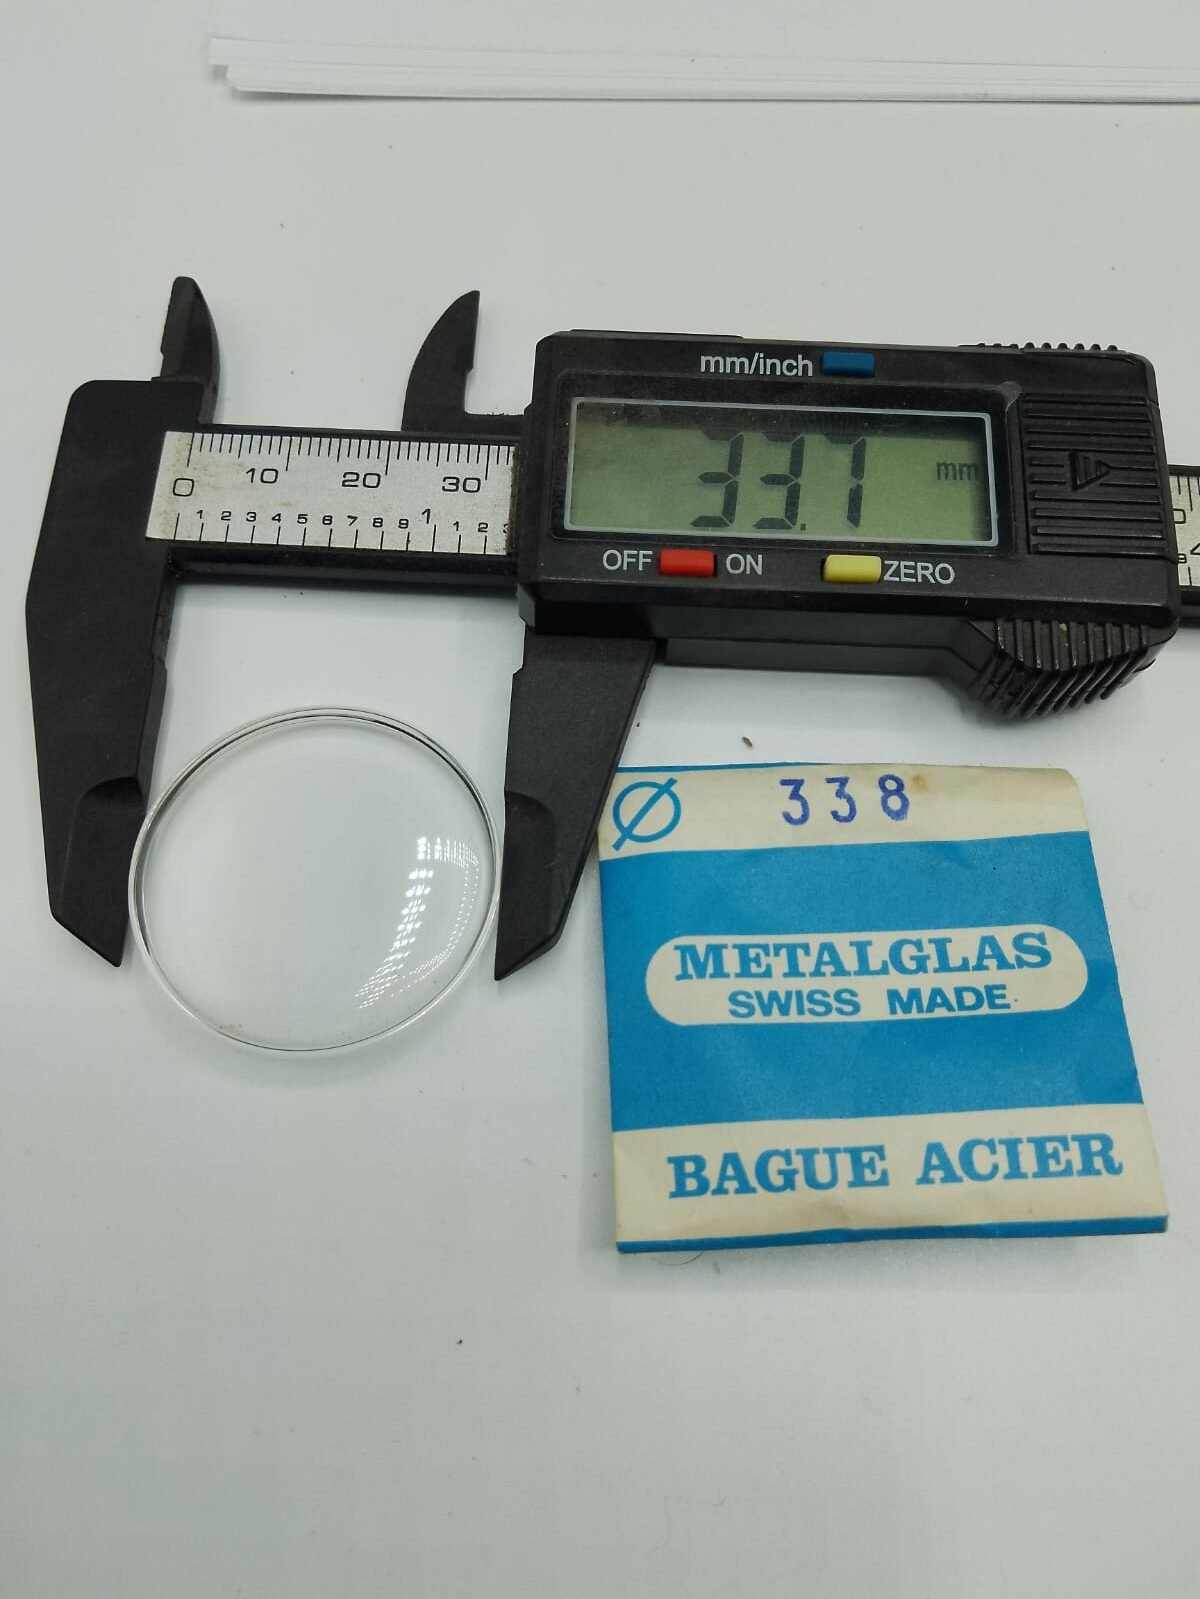 mm/inch
33.7 mm
0 10 20 30
1 2 3 4 5 6 7 8 9 1 1 2
OFF ON ZERO
Ø 338
METALGLAS
SWISS MADE
BAGUE ACIER